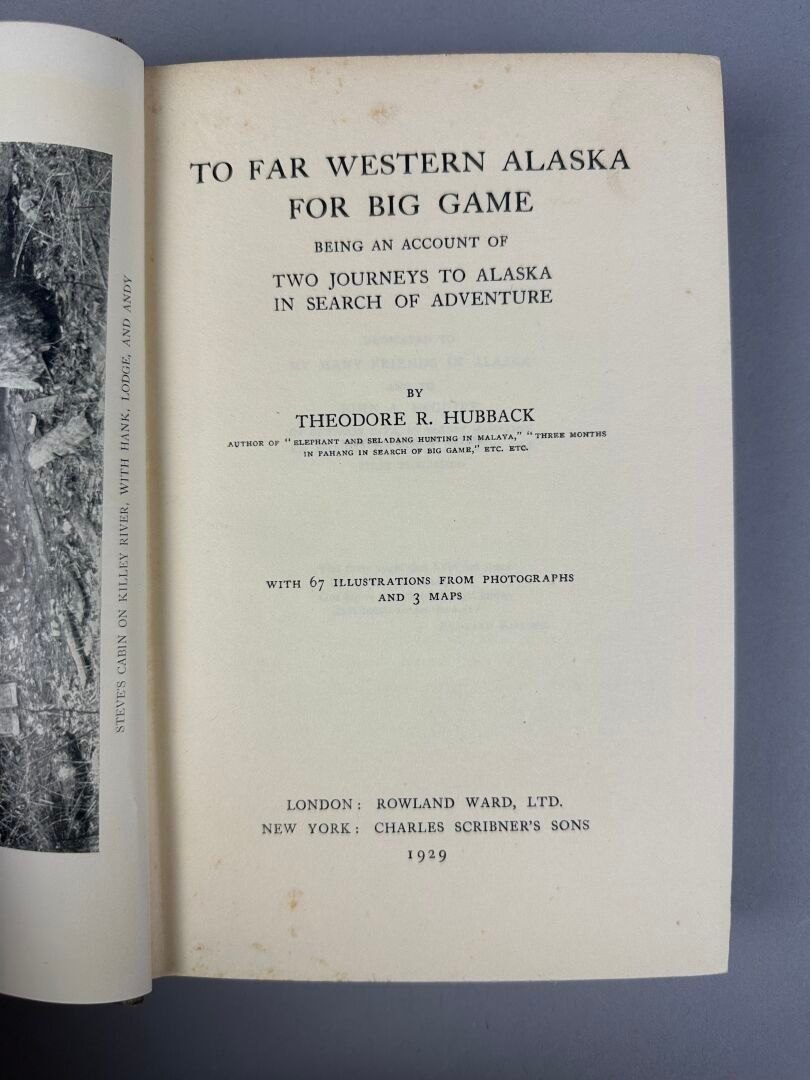 STEVE'S CABIN ON KILLEY RIVER, WITH HANK, LODGE, AND ANDY
TO FAR WESTERN ALASKA
FOR BIG GAME
BEING AN ACCOUNT OF
TWO JOURNEYS TO ALASKA
IN SEARCH OF ADVENTURE
BY
THEODORE R. HUBBACK
AUTHOR OF "ELEPHANT AND SELADANG HUNTING IN MALAYA," "THREE MONTHS
IN PAHANG IN SEARCH OF BIG GAME," ETC. ETC.
WITH 67 ILLUSTRATIONS FROM PHOTOGRAPHS
AND 3 MAPS
LONDON: ROWLAND WARD, LTD.
NEW YORK: CHARLES SCRIBNER'S SONS
1929